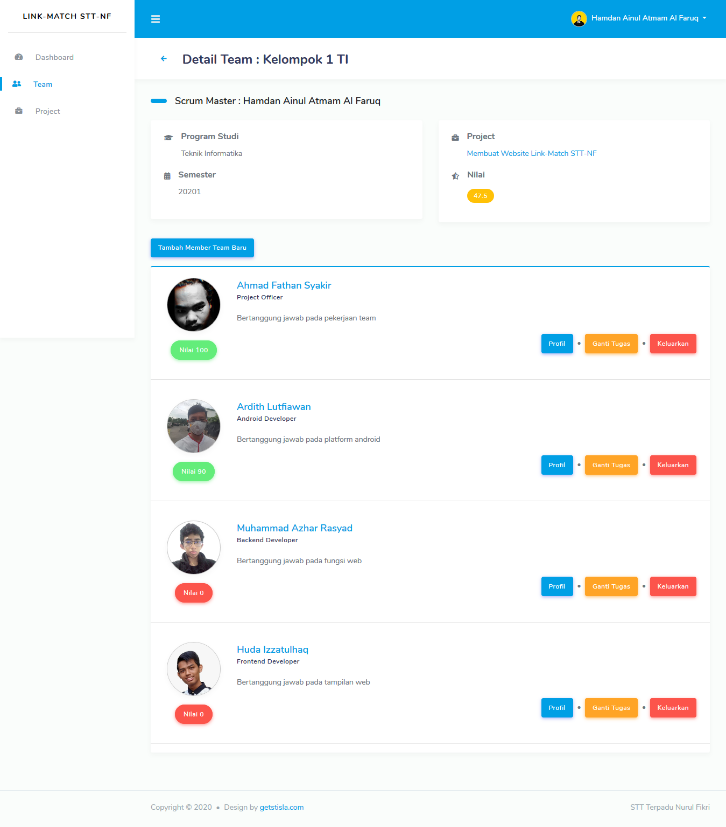 LINK-MATCH STT-NF
Hamdan Ainul Atmam Al Faruq
Dashboard
Team
Project
Detail Team : Kelompok 1 TI
Scrum Master : Hamdan Ainul Atmam Al Faruq
Program Studi
Teknik Informatika
Semester
20201
Project
Membuat Website Link-Match STT-NF
Nilai
47.5
Tambah Member Team Baru
Ahmad Fathan Syakir
Project Officer
Bertanggung jawab pada pekerjaan team
Nilai 100
Profil • Ganti Tugas • Keluarkan
Ardith Lutfiawan
Android Developer
Bertanggung jawab pada platform android
Nilai 90
Profil • Ganti Tugas • Keluarkan
Muhammad Azhar Rasyad
Backend Developer
Bertanggung jawab pada fungsi web
Nilai 0
Profil • Ganti Tugas • Keluarkan
Huda Izzatulhaq
Frontend Developer
Bertanggung jawab pada tampilan web
Nilai 0
Profil • Ganti Tugas • Keluarkan
Copyright © 2020 • Design by getstisla.com
STT Terpadu Nurul Fikri